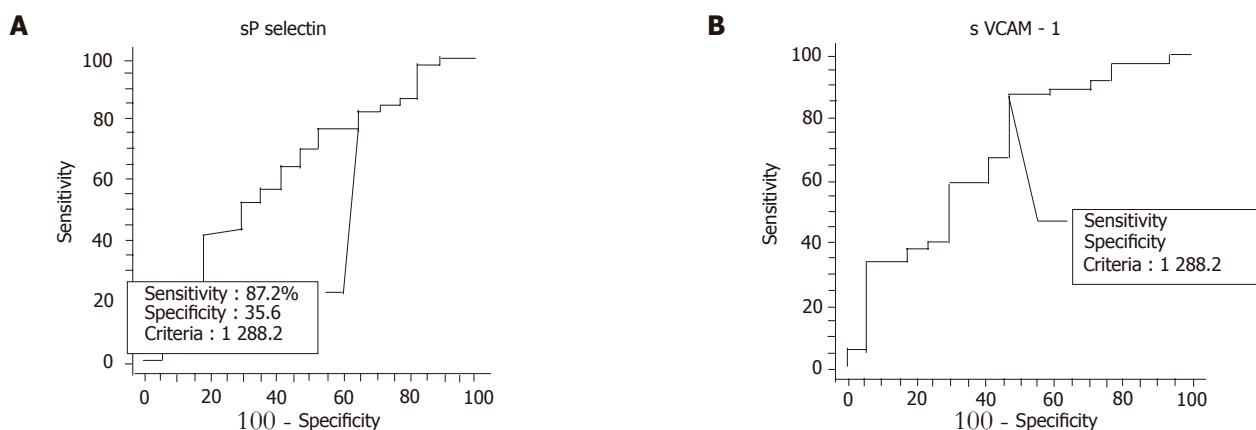 A
sP selectin
100
80
60
40
20
0
Sensitivity
Sensitivity : 87.2%
Specificity : 35.6
Criteria : 1 288.2
0 20 40 60 80 100
100 - Specificity
B
s VCAM - 1
100
80
60
40
20
0
Sensitivity
Sensitivity
Specificity
Criteria : 1 288.2
0 20 40 60 80 100
100 - Specificity